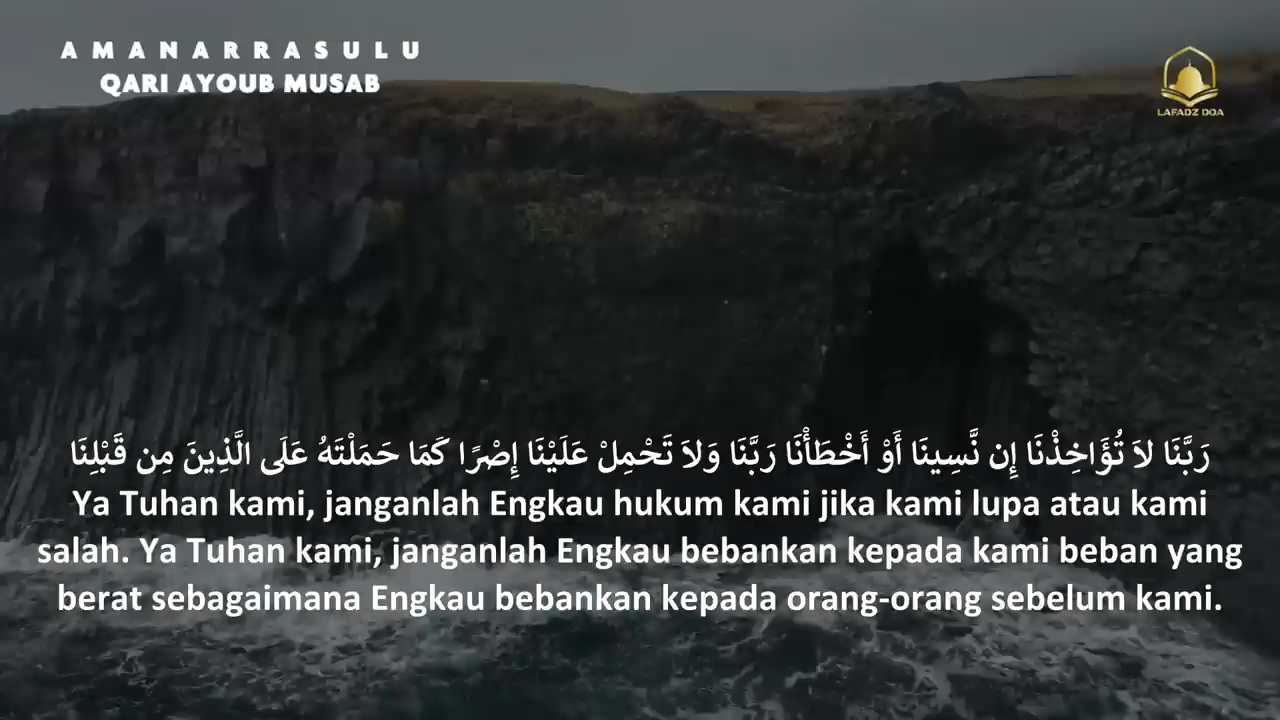 AMANARRASULU
QARI AYOUB MUSAB
LAFADZ DOA
رَبَّنَا لاَ تُؤَاخِذْنَا إِن نَّسِينَا أَوْ أَخْطَأْنَا رَبَّنَا وَلاَ تَحْمِلْ عَلَيْنَا إِصْرًا كَمَا حَمَلْتَهُ عَلَى الَّذِينَ مِن قَبْلِنَا
Ya Tuhan kami, janganlah Engkau hukum kami jika kami lupa atau kami
salah. Ya Tuhan kami, janganlah Engkau bebankan kepada kami beban yang
berat sebagaimana Engkau bebankan kepada orang-orang sebelum kami.